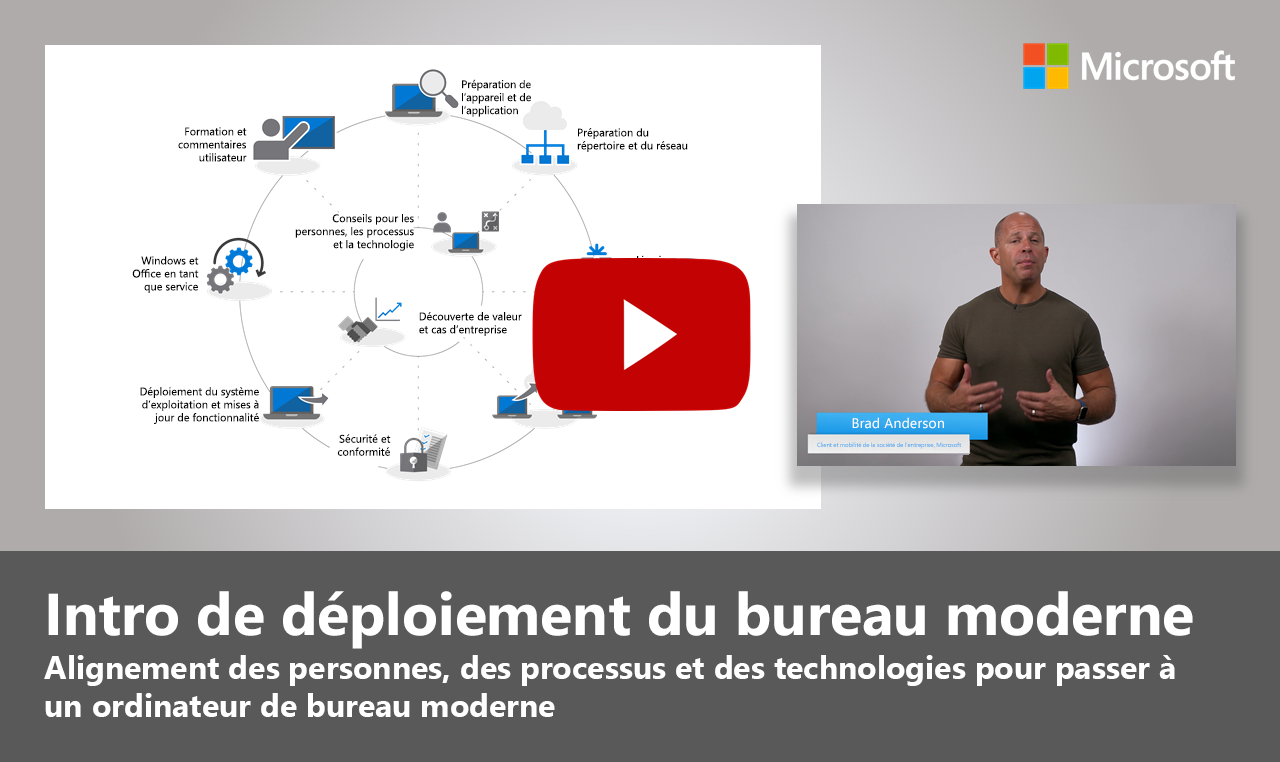 Microsoft
Préparation de
l'appareil et de
l'application
Préparation du
répertoire et du réseau
Formation et
commentaires
utilisateur
Conseils pour les
personnes, les processus
et la technologie
Windows et
Office en tant
que service
Découverte de valeur
et cas d'entreprise
Déploiement du système
d'exploitation et mises à
jour de fonctionnalité
Sécurité et
conformité
Brad Anderson
Client et mobilité de la société de l'entreprise, Microsoft
Intro de déploiement du bureau moderne
Alignement des personnes, des processus et des technologies pour passer à
un ordinateur de bureau moderne